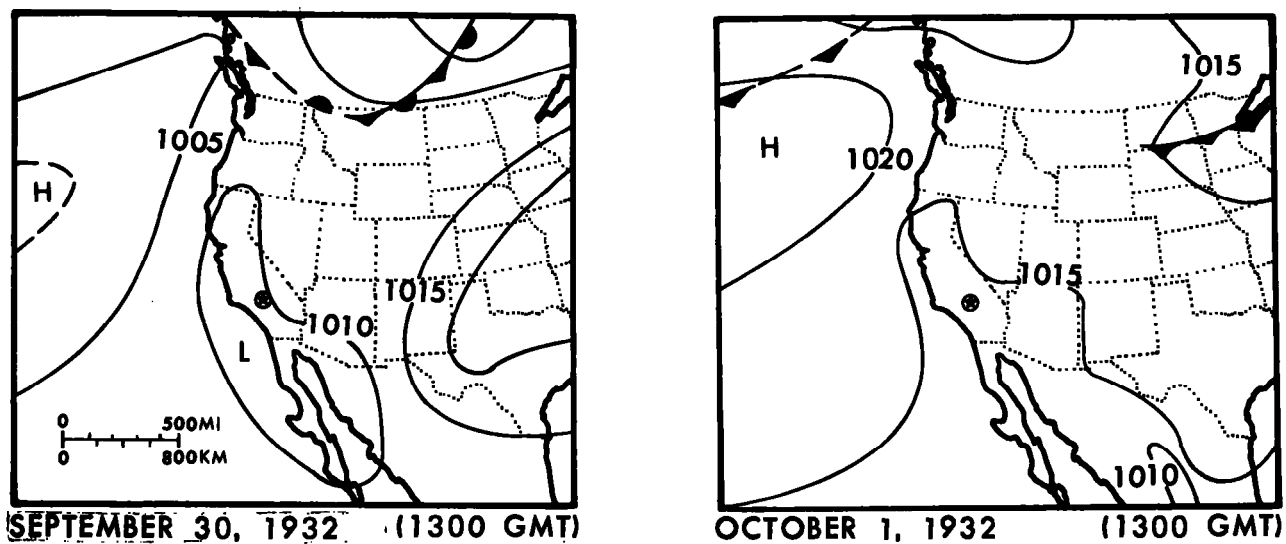 1005
H
1015
1010
L
0 500MI
0 800KM
SEPTEMBER 30, 1932 (1300 GMT)
1015
H
1020
1015
1010
OCTOBER 1, 1932 (1300 GMT)